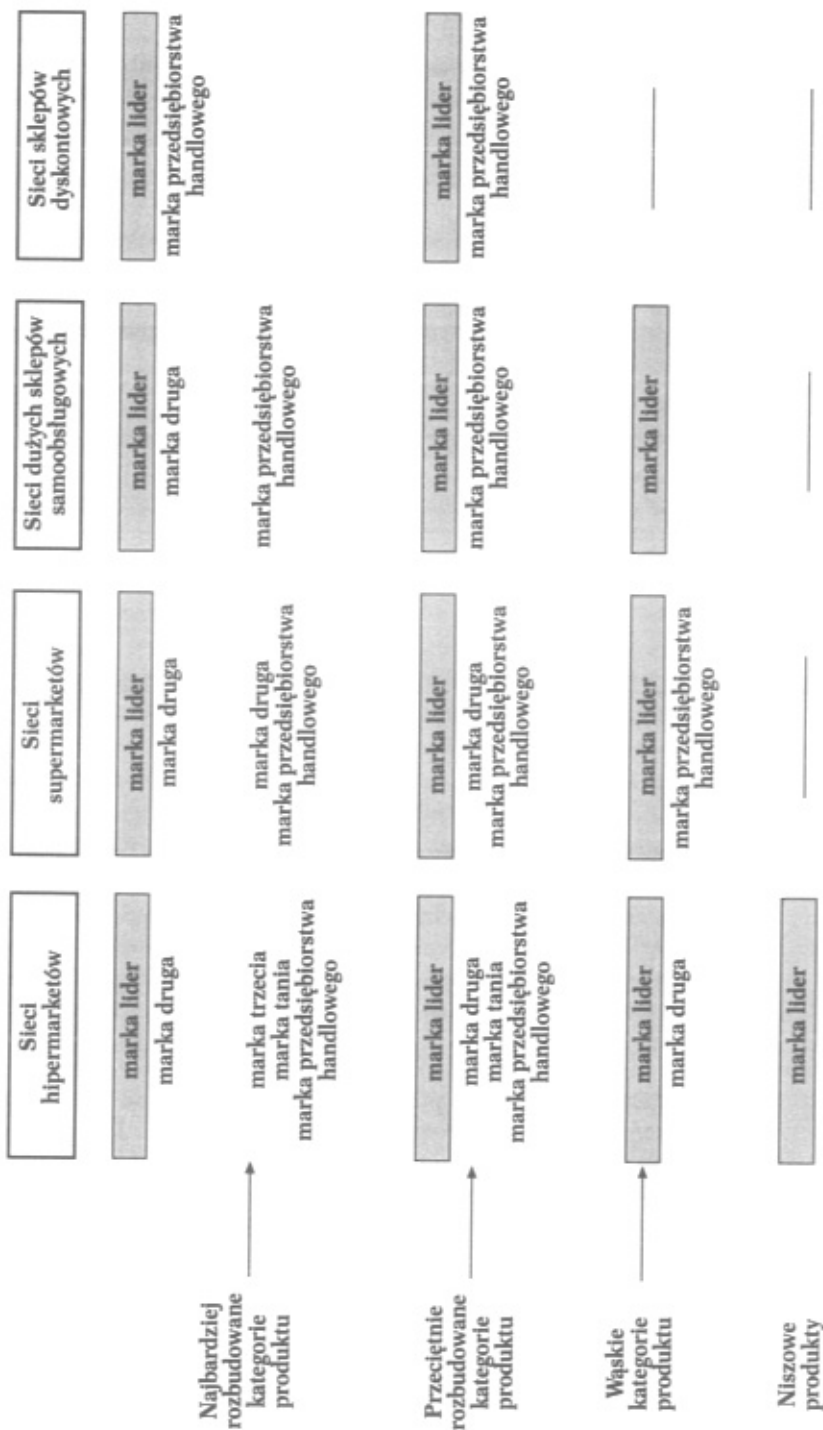 Sieci
hipermarketów
Sieci
supermarketów
Sieci dużych sklepów
samoobsługowych
Sieci sklepów
dyskontowych
Najbardziej
rozbudowane
kategorie
produktu
marka lider
marka druga
marka trzecia
marka tania
marka przedsiębiorstwa
handlowego
marka lider
marka druga
marka druga
marka przedsiębiorstwa
handlowego
marka lider
marka druga
marka przedsiębiorstwa
handlowego
marka lider
marka przedsiębiorstwa
handlowego
Przeciętnie
rozbudowane
kategorie
produktu
marka lider
marka druga
marka tania
marka przedsiębiorstwa
handlowego
marka lider
marka druga
marka przedsiębiorstwa
handlowego
marka lider
marka przedsiębiorstwa
handlowego
marka lider
marka przedsiębiorstwa
handlowego
Wąskie
kategorie
produktu
marka lider
marka druga
marka lider
marka przedsiębiorstwa
handlowego
marka lider
Niszowe
produkty
marka lider